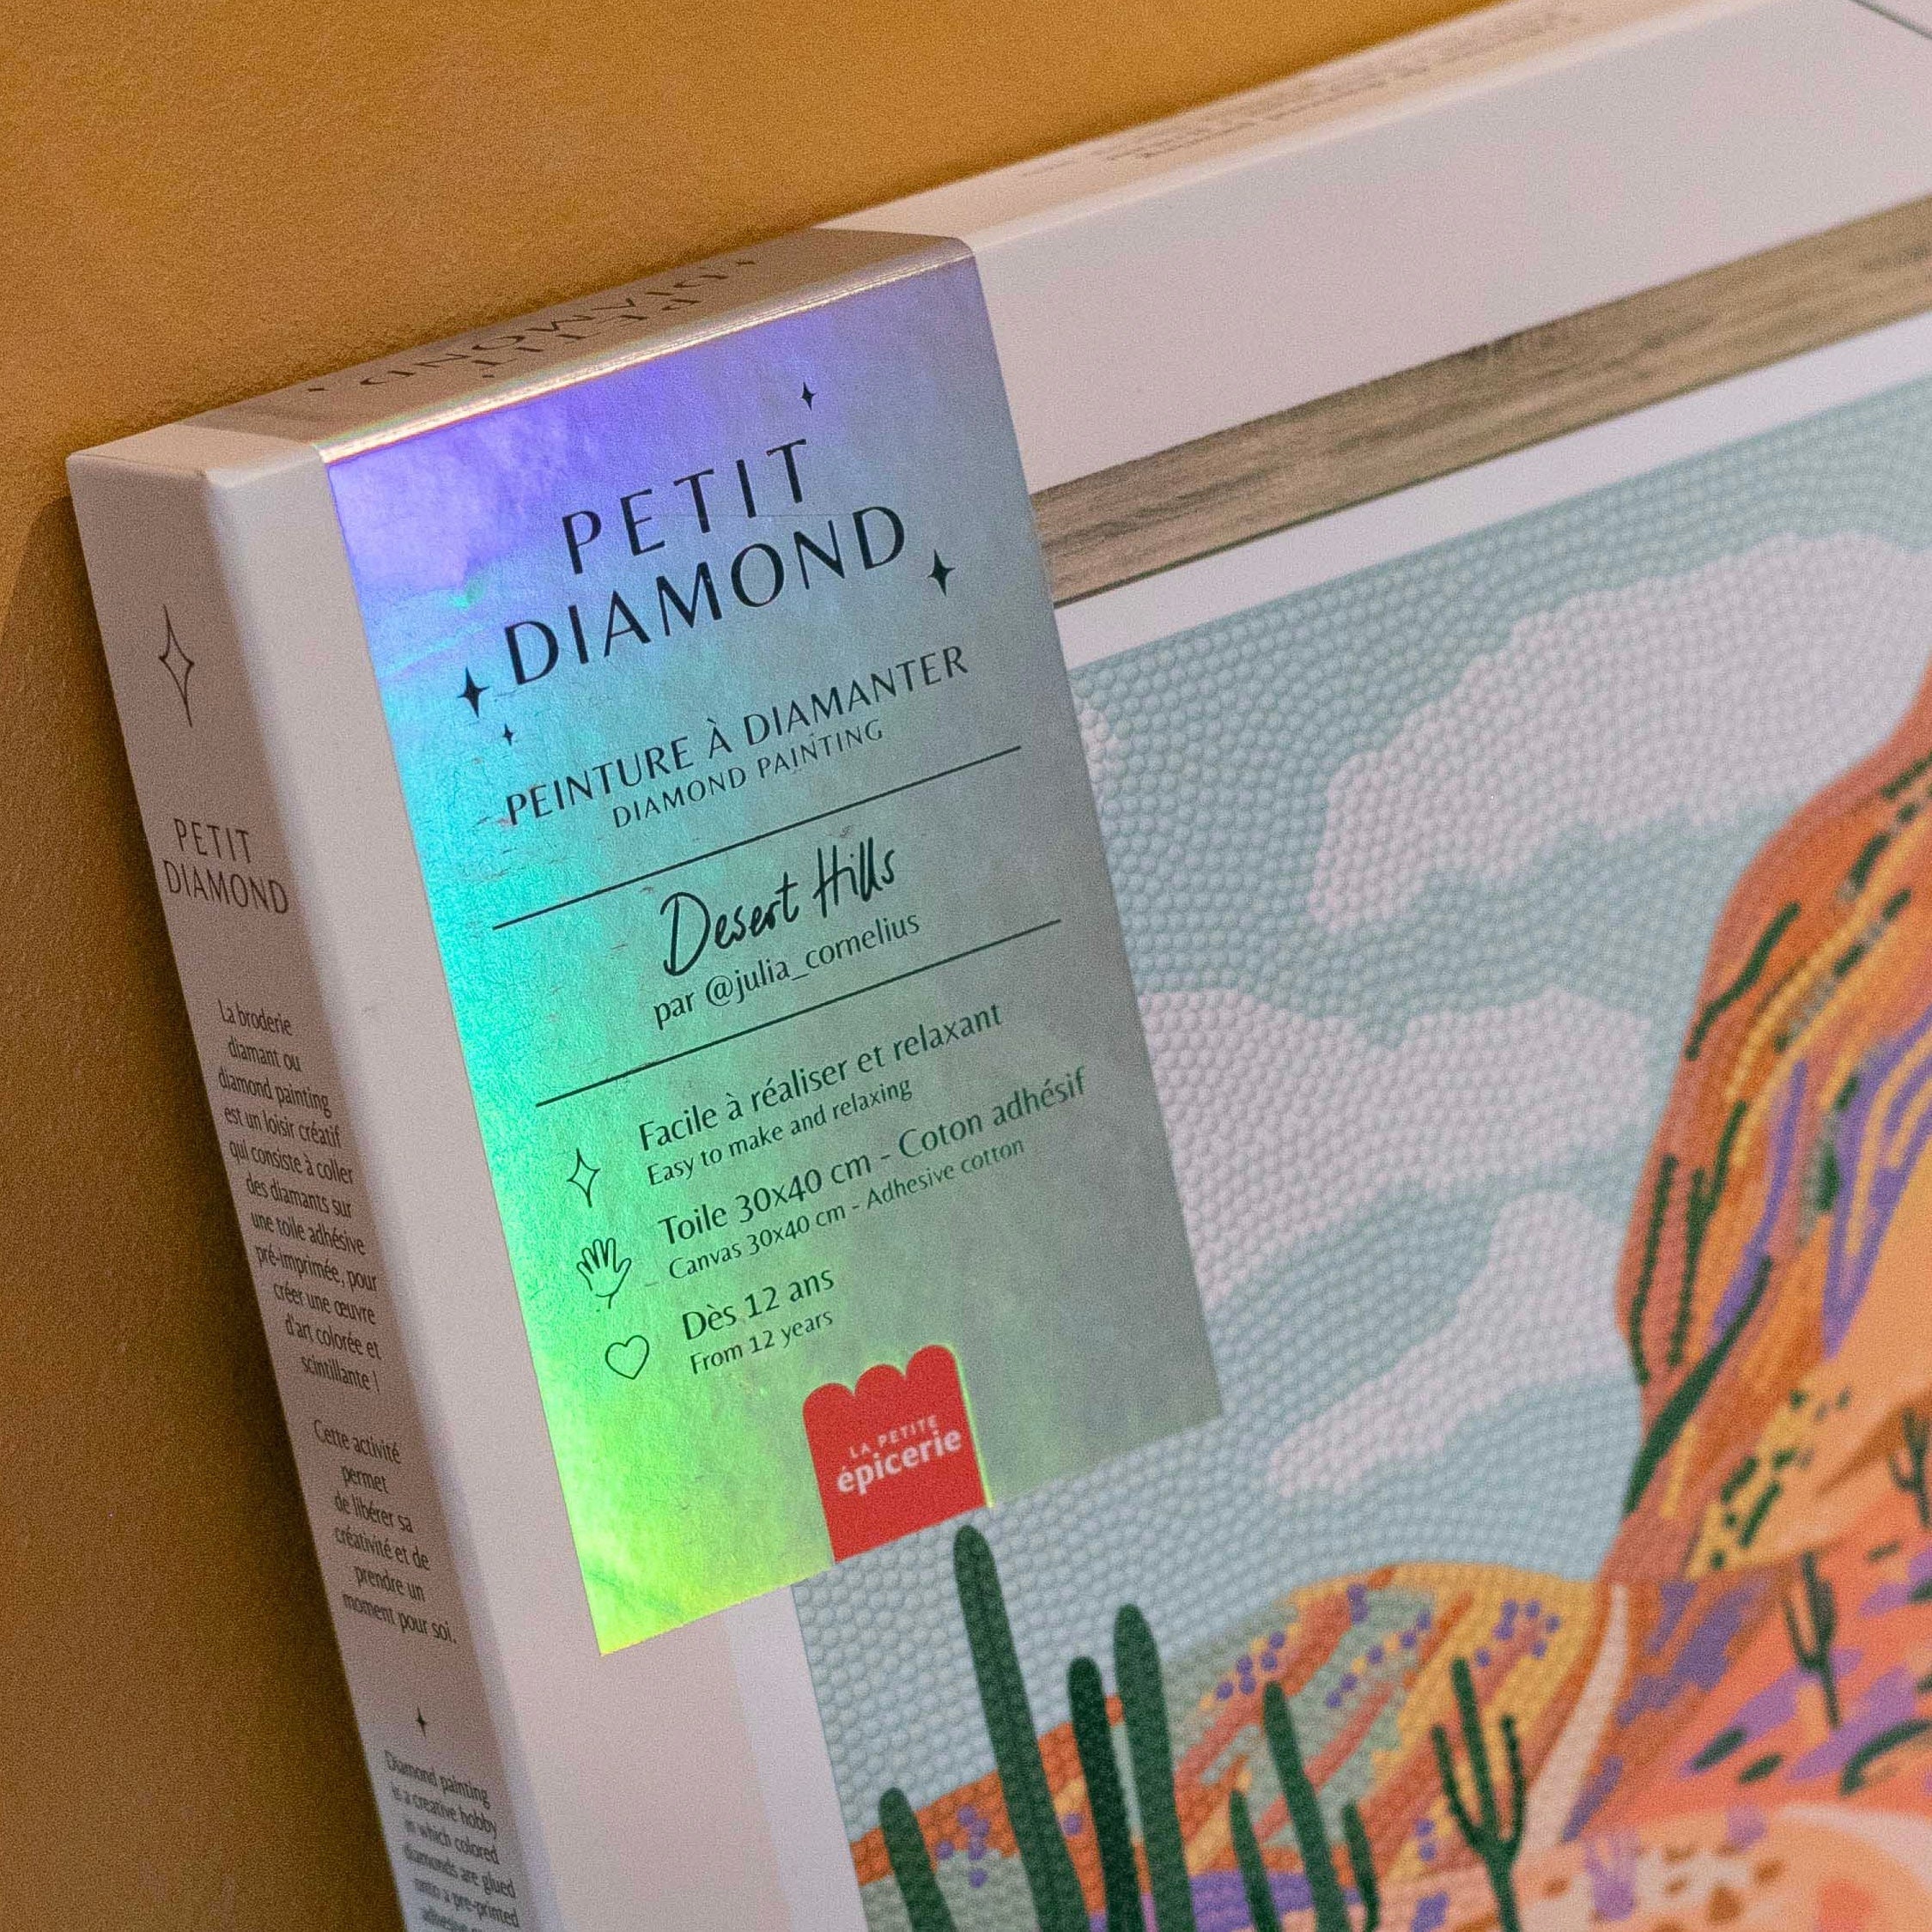 PETIT
DIAMOND
PETIT
DIAMOND
PEINTURE À DIAMANTER
DIAMOND PAINTING
Desert Hills
par @julia_cornelius
Facile à réaliser et relaxant
Easy to make and relaxing
Toile 30x40 cm - Coton adhésif
Canvas 30x40 cm - Adhesive cotton
Dès 12 ans
From 12 years
LA PETITE
épicerie
PETIT
DIAMOND
La broderie
diamant ou
diamond painting
est un loisir créatif
qui consiste à coller
des diamants sur
une toile adhésive
pré-imprimée, pour
créer une œuvre
d'art colorée et
scintillante !
Cette activité
permet
de libérer sa
créativité et de
prendre un
moment pour soi.
Diamond painting
is a creative hobby
in which colored
diamonds are glued
onto a pre-printed